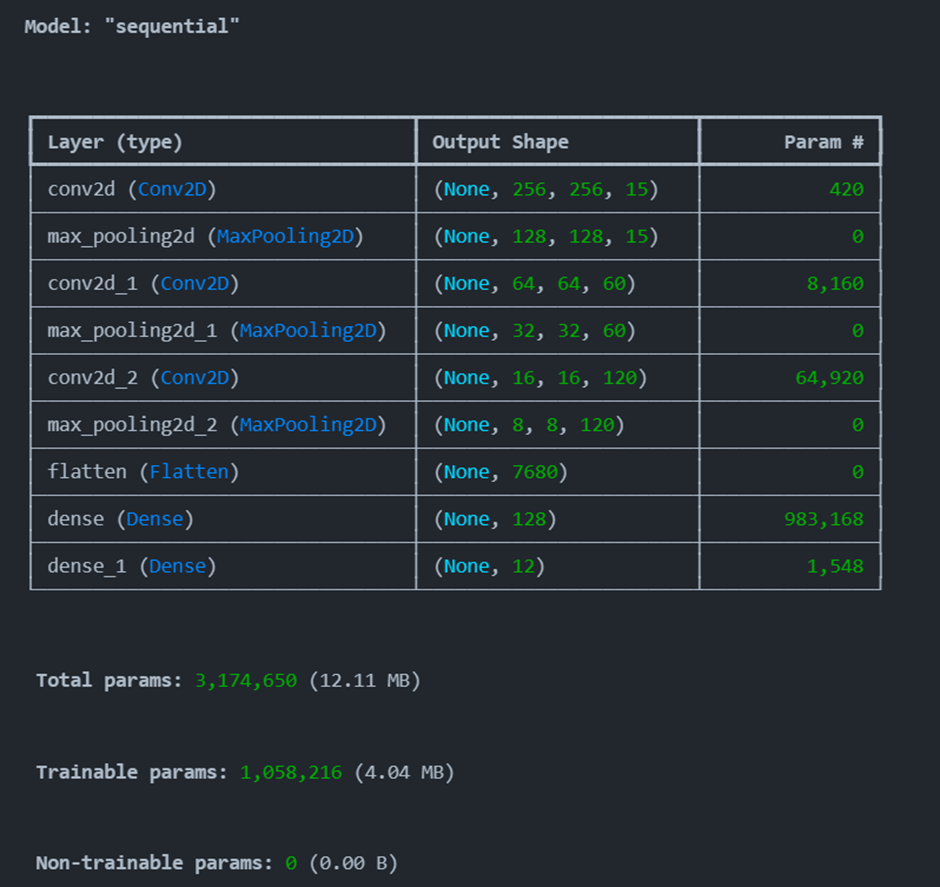 Model: "sequential"
Layer (type) Output Shape Param #
conv2d (Conv2D) (None, 256, 256, 15) 420
max_pooling2d (MaxPooling2D) (None, 128, 128, 15) 0
conv2d_1 (Conv2D) (None, 64, 64, 60) 8,160
max_pooling2d_1 (MaxPooling2D) (None, 32, 32, 60) 0
conv2d_2 (Conv2D) (None, 16, 16, 120) 64,920
max_pooling2d_2 (MaxPooling2D) (None, 8, 8, 120) 0
flatten (Flatten) (None, 7680) 0
dense (Dense) (None, 128) 983,168
dense_1 (Dense) (None, 12) 1,548
Total params: 3,174,650 (12.11 MB)
Trainable params: 1,058,216 (4.04 MB)
Non-trainable params: 0 (0.00 B)